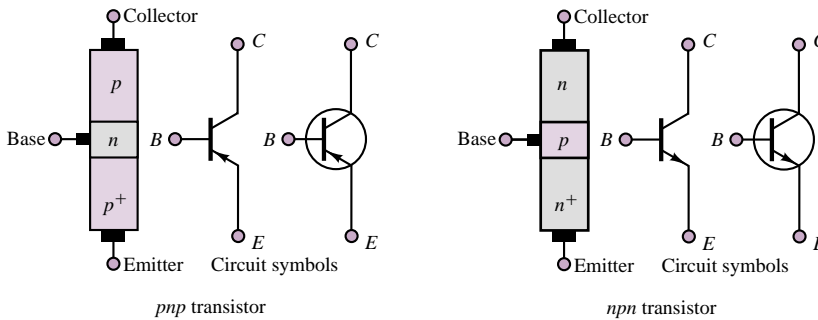 Collector
C
C
p
Base
n
B
B
p+
E
E
Emitter
Circuit symbols
pnp transistor
Collector
C
n
Base
p
B
B
n+
E
Emitter
Circuit symbols
npn transistor